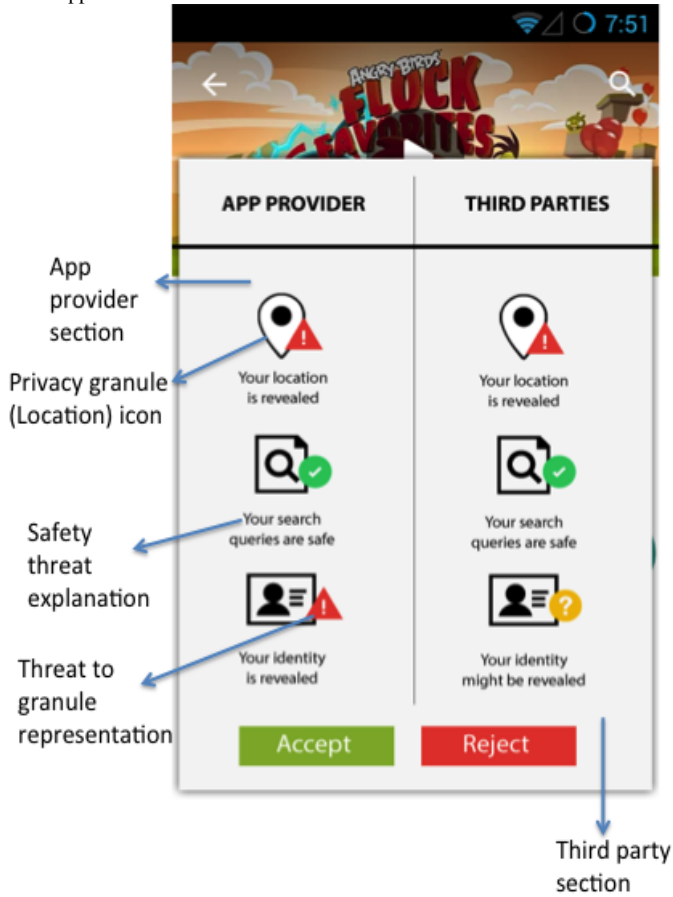 7:51
ANGRY BIRDS
FLOCK
FAVORITES
APP PROVIDER
THIRD PARTIES
App
provider
section
Privacy granule
(Location) icon
Your location
is revealed
Your location
is revealed
Safety
threat
explanation
Your search
queries are safe
Your search
queries are safe
Threat to
granule
representation
Your identity
is revealed
Your identity
might be revealed
Accept
Reject
Third party
section